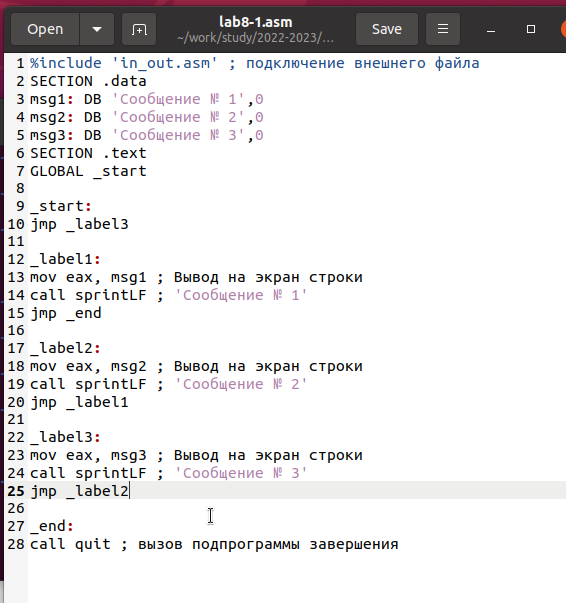 Open
lab8-1.asm
~/work/study/2022-2023/...
Save
1 %include 'in_out.asm' ; подключение внешнего файла
2 SECTION .data
3 msg1: DB 'Сообщение № 1',0
4 msg2: DB 'Сообщение № 2',0
5 msg3: DB 'Сообщение № 3',0
6 SECTION .text
7 GLOBAL _start
8
9 _start:
10 jmp _label3
11
12 _label1:
13 mov eax, msg1 ; Вывод на экран строки
14 call sprintLF ; 'Сообщение № 1'
15 jmp _end
16
17 _label2:
18 mov eax, msg2 ; Вывод на экран строки
19 call sprintLF ; 'Сообщение № 2'
20 jmp _label1
21
22 _label3:
23 mov eax, msg3 ; Вывод на экран строки
24 call sprintLF ; 'Сообщение № 3'
25 jmp _label2
26
27 _end:
28 call quit ; вызов подпрограммы завершения